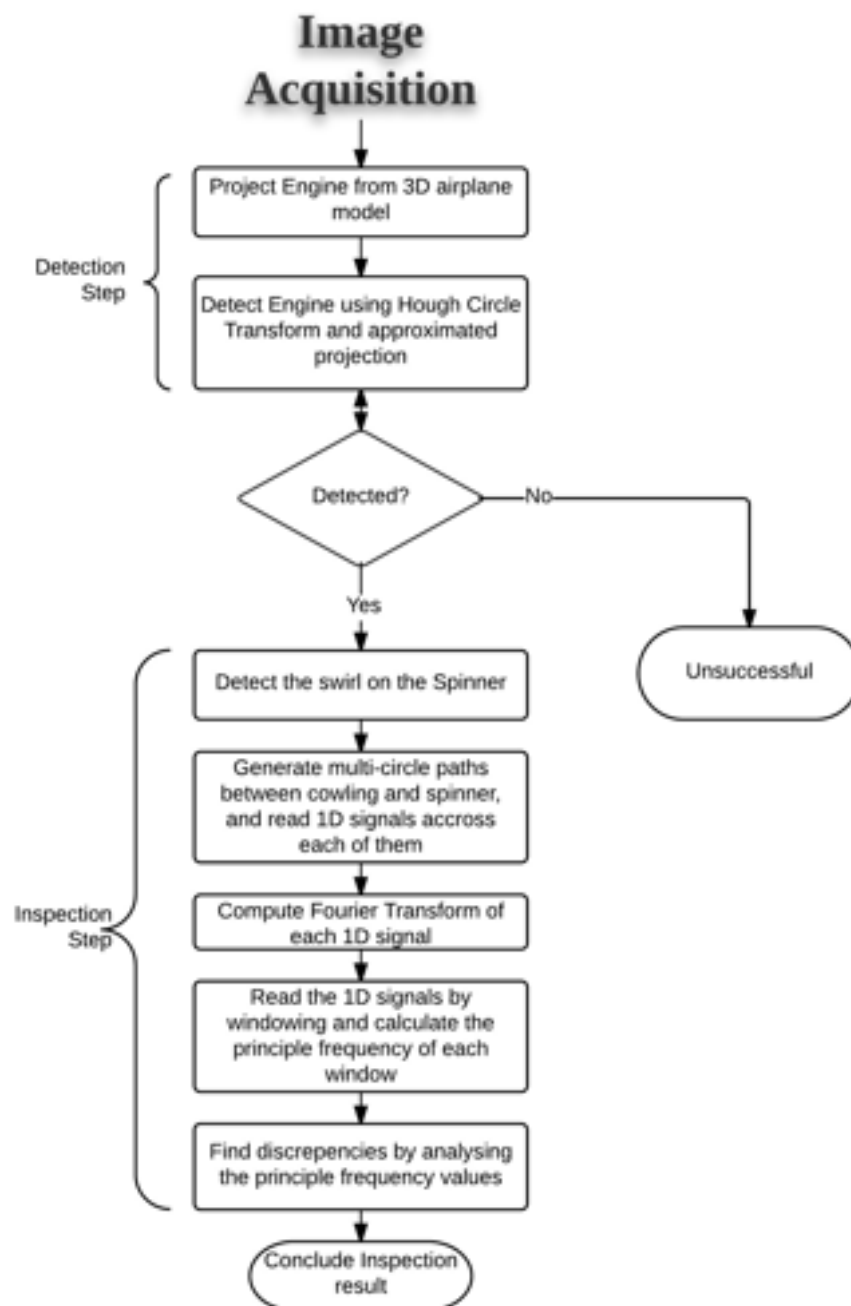 Image
Acquisition
Project Engine from 3D airplane
model
Detection
Step
Detect Engine using Hough Circle
Transform and approximated
projection
Detected?
No
Yes
Unsuccessful
Detect the swirl on the Spinner
Generate multi-circle paths
between cowling and spinner,
and read 1D signals accross
each of them
Inspection
Step
Compute Fourier Transform of
each 1D signal
Read the 1D signals by
windowing and calculate the
principle frequency of each
window
Find discrepencies by analysing
the principle frequency values
Conclude Inspection
result